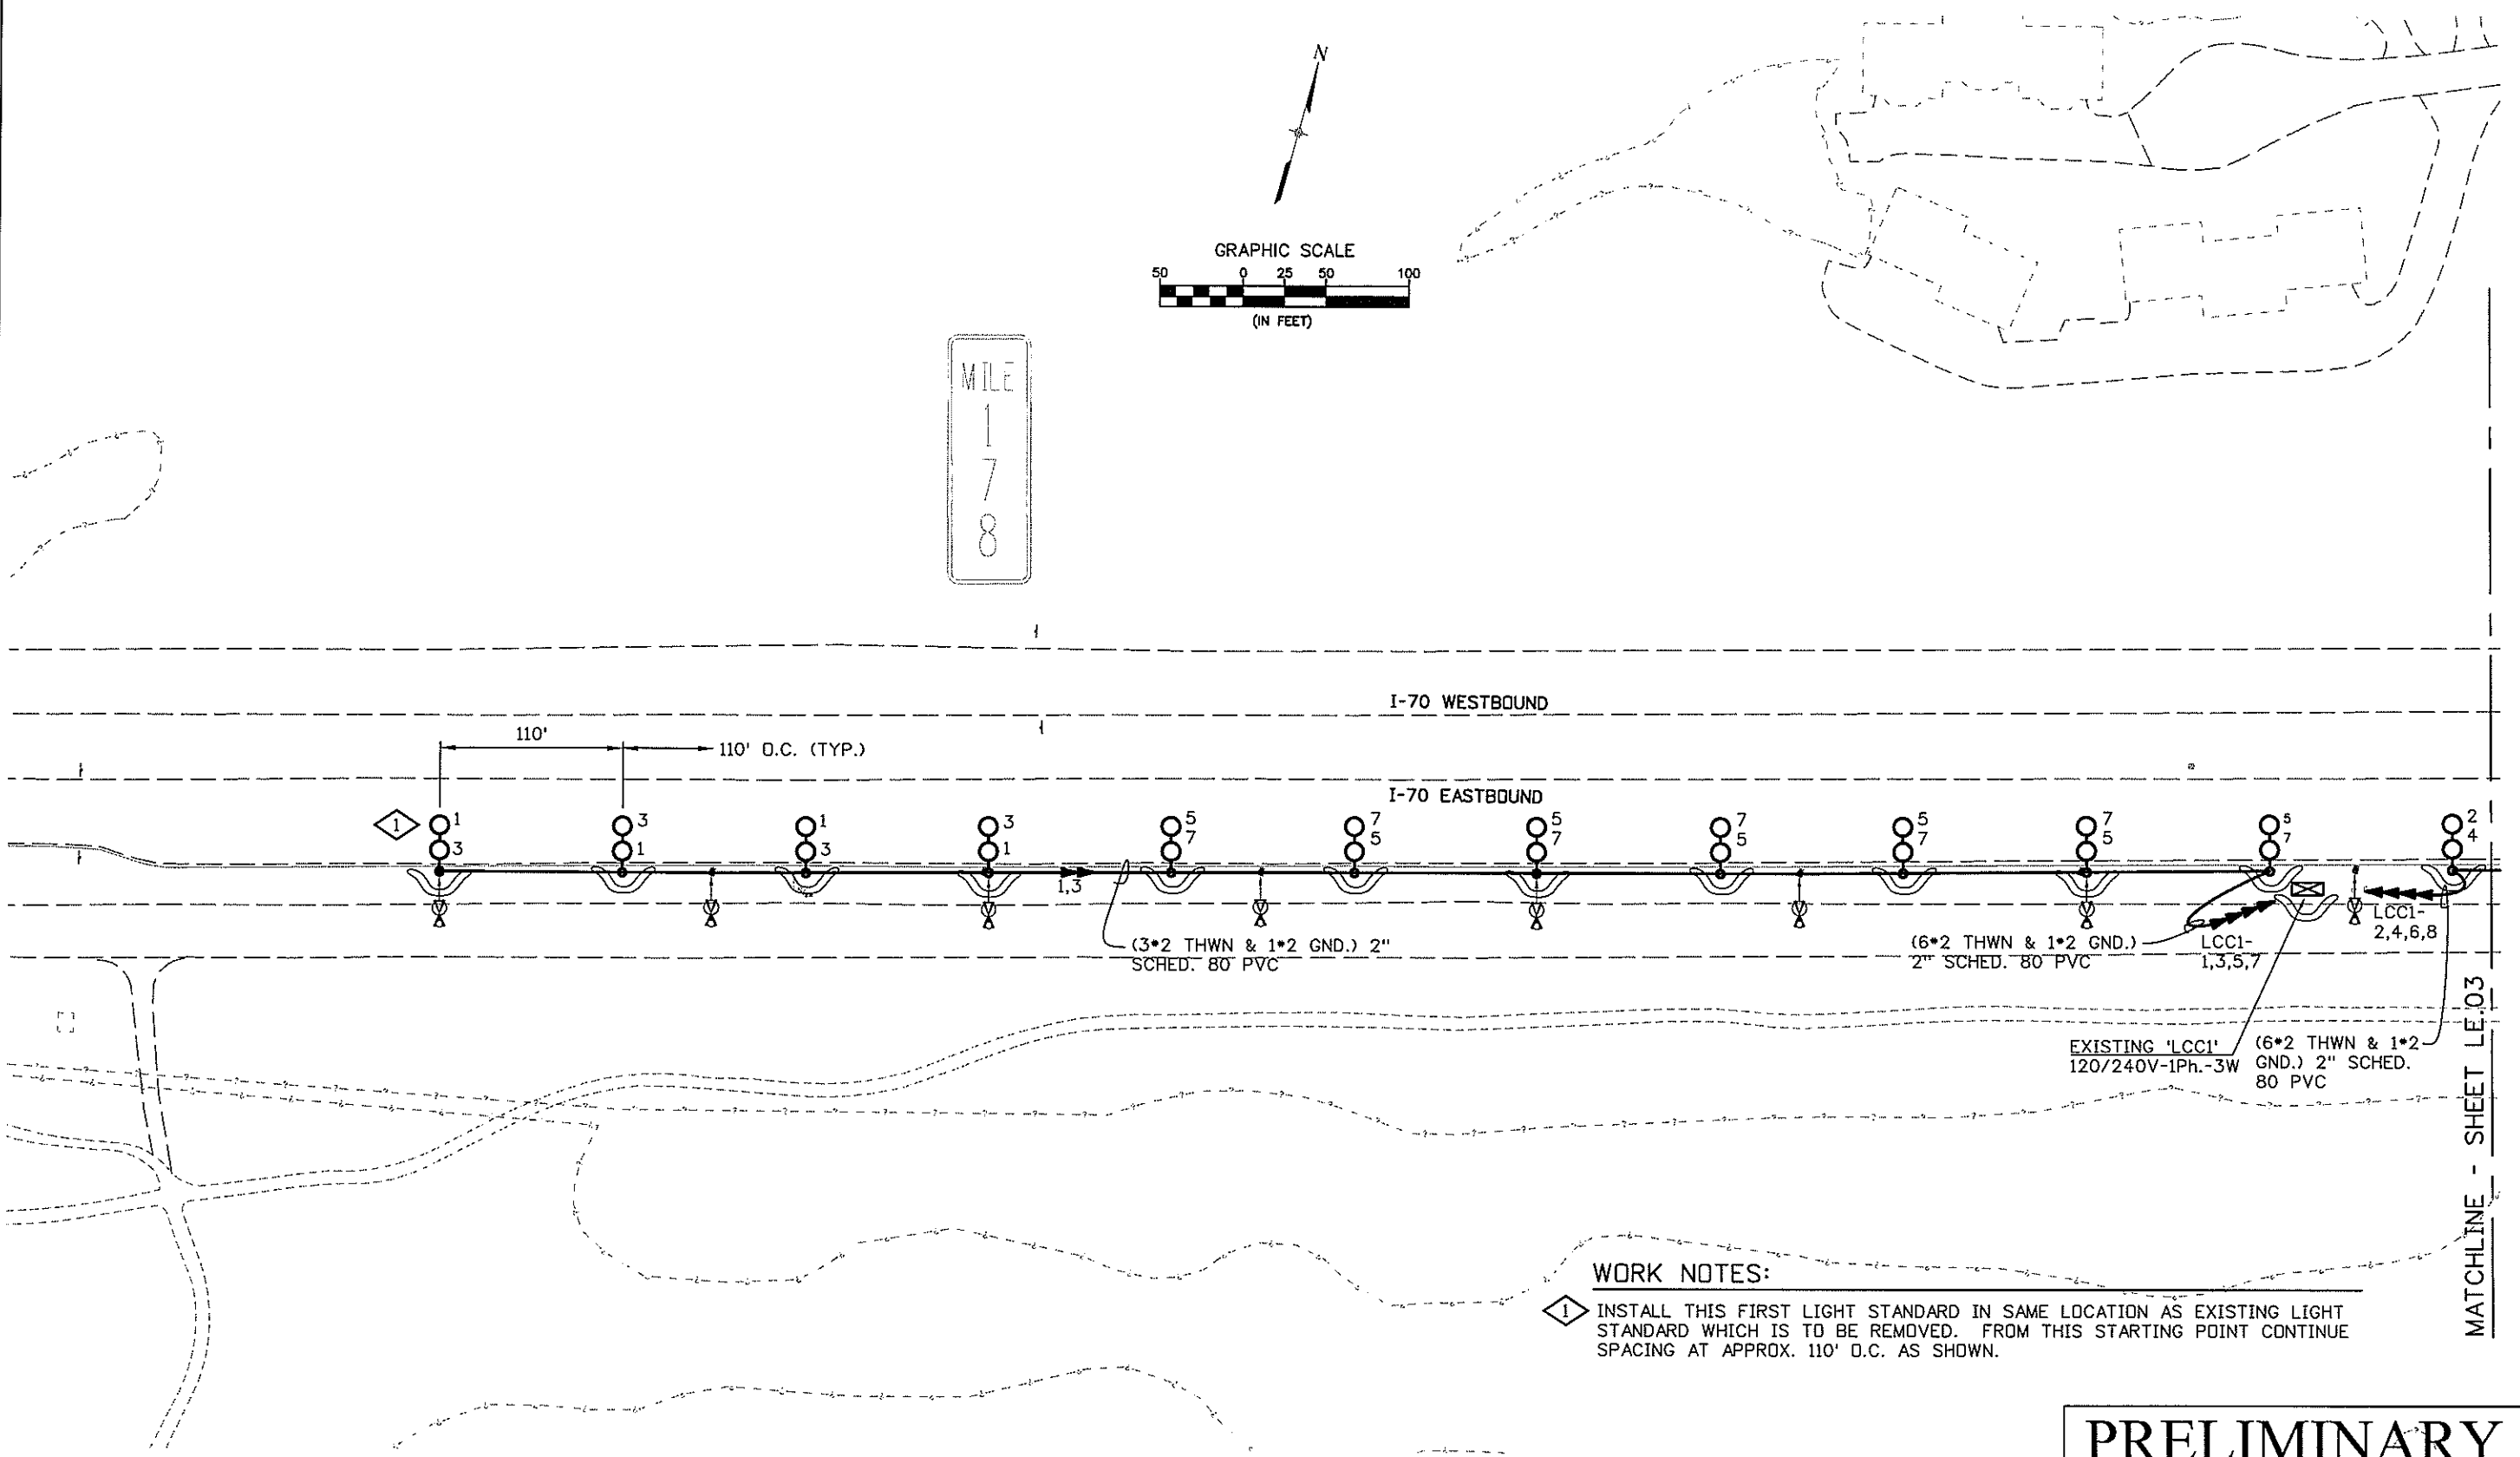 N
GRAPHIC SCALE
50 0 25 50 100
(IN FEET)
MILE
1
7
8
I-70 WESTBOUND
110'
110' O.C. (TYP.)
I-70 EASTBOUND
1
1 3 1 3 5 7 5 7 5 7 5 2
3 1 3 1 7 5 7 5 7 5 7 4
1,3
(3#2 THWN & 1#2 GND.) 2"
SCHED. 80 PVC
(6#2 THWN & 1#2 GND.)
2" SCHED. 80 PVC
LCC1-
1,3,5,7
LCC1-
2,4,6,8
EXISTING 'LCC1'
120/240V-1Ph.-3W
(6#2 THWN & 1#2
GND.) 2" SCHED.
80 PVC
MATCHLINE - SHEET LE.03
WORK NOTES:
1 INSTALL THIS FIRST LIGHT STANDARD IN SAME LOCATION AS EXISTING LIGHT
STANDARD WHICH IS TO BE REMOVED. FROM THIS STARTING POINT CONTINUE
SPACING AT APPROX. 110' O.C. AS SHOWN.
PRELIMINARY